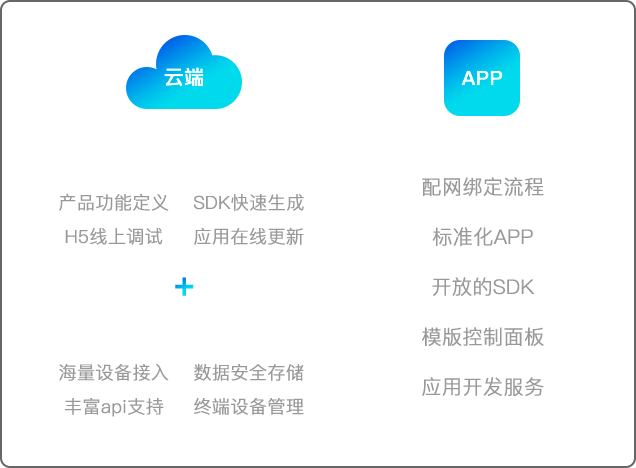 云端
产品功能定义 SDK快速生成
H5线上调试 应用在线更新
+
海量设备接入 数据安全存储
丰富api支持 终端设备管理
APP
配网绑定流程
标准化APP
开放的SDK
模版控制面板
应用开发服务